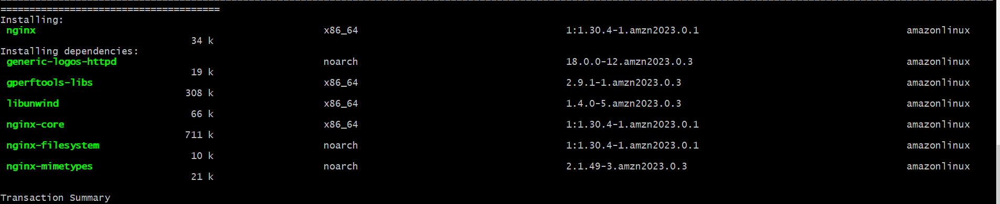 ======================================
Installing:
nginx x86_64 1:1.30.4-1.amzn2023.0.1 amazonlinux
34 k
Installing dependencies:
generic-logos-httpd noarch 18.0.0-12.amzn2023.0.3 amazonlinux
19 k
gperftools-libs x86_64 2.9.1-1.amzn2023.0.3 amazonlinux
308 k
libunwind x86_64 1.4.0-5.amzn2023.0.3 amazonlinux
66 k
nginx-core x86_64 1:1.30.4-1.amzn2023.0.1 amazonlinux
711 k
nginx-filesystem noarch 1:1.30.4-1.amzn2023.0.1 amazonlinux
10 k
nginx-mimetypes noarch 2.1.49-3.amzn2023.0.3 amazonlinux
21 k
Transaction Summary